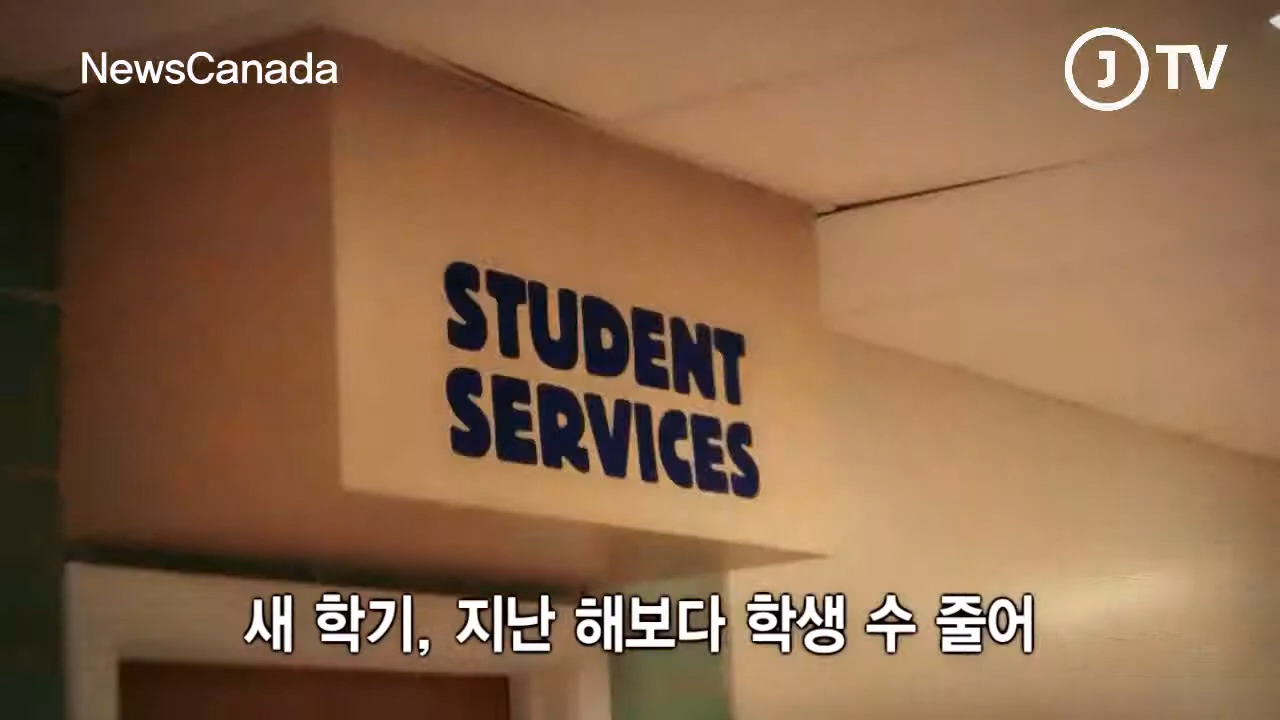 NewsCanada
J TV
STUDENT
SERVICES
새 학기, 지난 해보다 학생 수 줄어